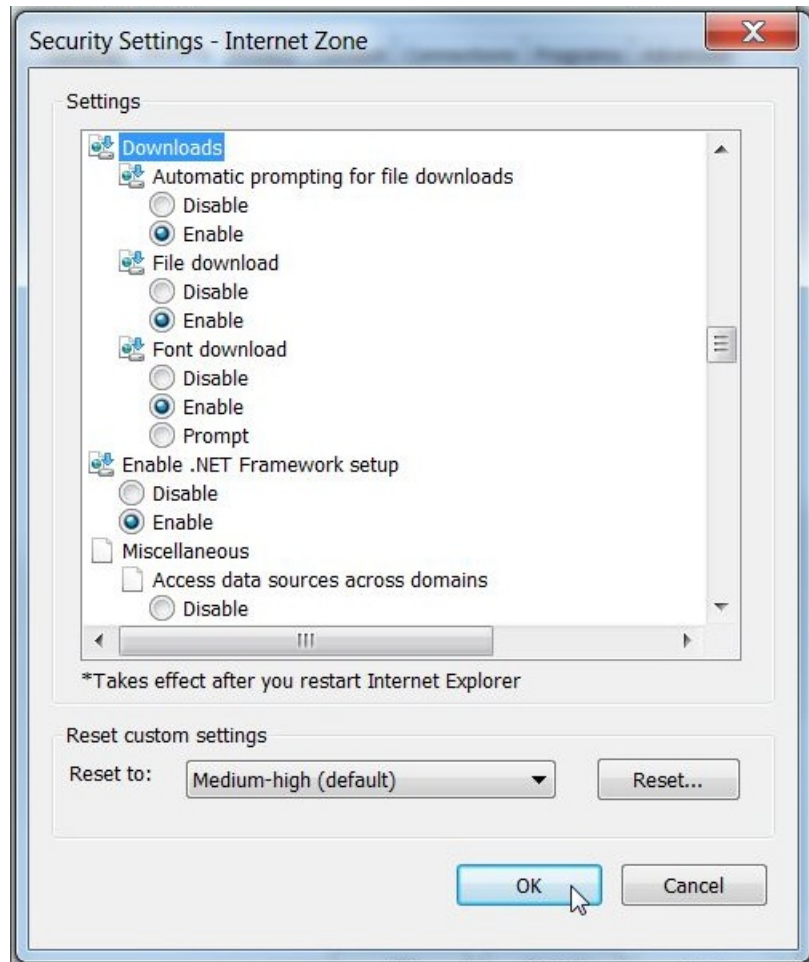 Security Settings - Internet Zone
Settings
Downloads
Automatic prompting for file downloads
Disable
Enable
File download
Disable
Enable
Font download
Disable
Enable
Prompt
Enable .NET Framework setup
Disable
Enable
Miscellaneous
Access data sources across domains
Disable
*Takes effect after you restart Internet Explorer
Reset custom settings
Reset to: Medium-high (default) Reset...
OK Cancel